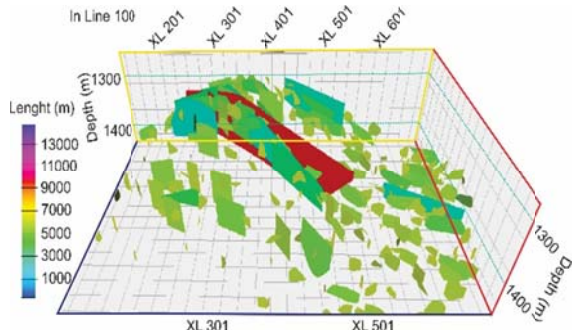 In Line 100
XL 201
XL 301
XL 401
XL 501
XL 601
Lenght (m)
13000
11000
9000
7000
5000
3000
1000
Depth (m)
1300
1400
1300
1400
Depth (m)
XL 301
XL 501